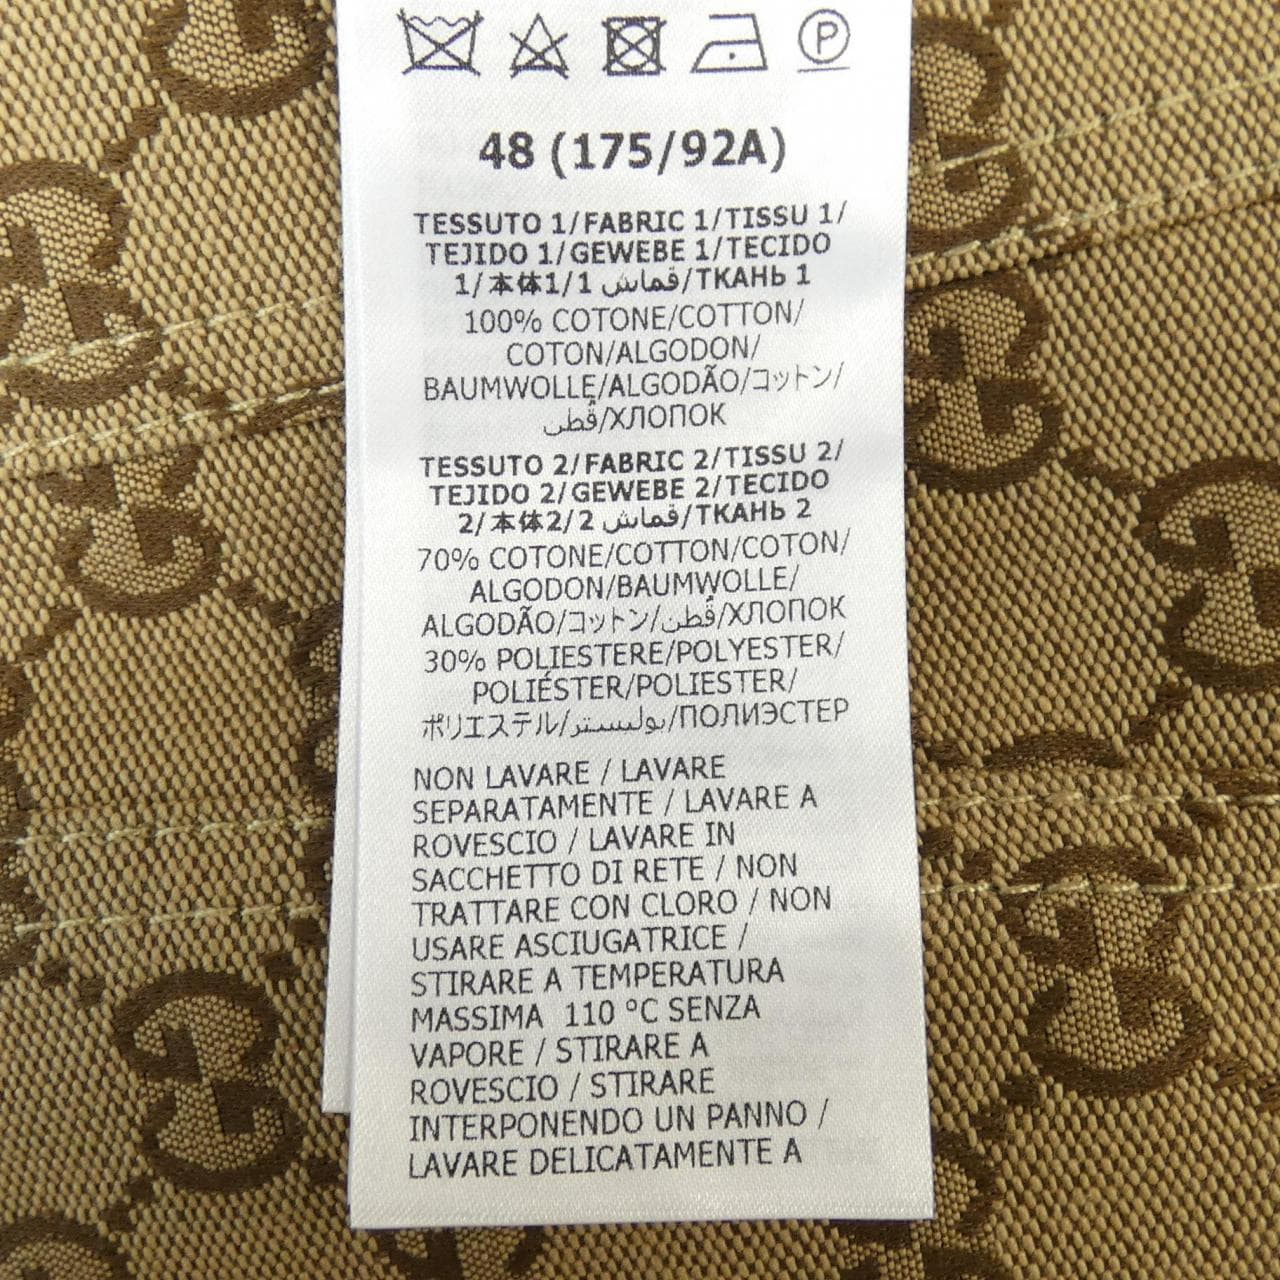 P
48 (175/92A)
TESSUTO 1/FABRIC 1/TISSU 1/
TEJIDO 1/GEWEBE 1/TECIDO
1/本体1/1 قماش/ТКАНЬ 1
100% COTONE/COTTON/
COTON/ALGODON/
BAUMWOLLE/ALGODÃO/コットン/
قُطن/ХЛОПОК
TESSUTO 2/FABRIC 2/TISSU 2/
TEJIDO 2/GEWEBE 2/TECIDO
2/本体2/2 قماش/ТКАНЬ 2
70% COTONE/COTTON/COTON/
ALGODON/BAUMWOLLE/
ALGODÃO/コットン/قُطن/ХЛОПОК
30% POLIESTERE/POLYESTER/
POLIÉSTER/POLIESTER/
ポリエステル/بوليستر/ПОЛИЭСТЕР
NON LAVARE / LAVARE
SEPARATAMENTE / LAVARE A
ROVESCIO / LAVARE IN
SACCHETTO DI RETE / NON
TRATTARE CON CLORO / NON
USARE ASCIUGATRICE /
STIRARE A TEMPERATURA
MASSIMA 110 °C SENZA
VAPORE / STIRARE A
ROVESCIO / STIRARE
INTERPONENDO UN PANNO /
LAVARE DELICATAMENTE A